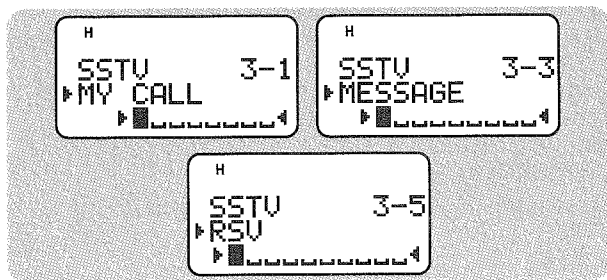 H
SSTV 3-1
MY CALL
H
SSTV 3-3
MESSAGE
H
SSTV 3-5
RSV